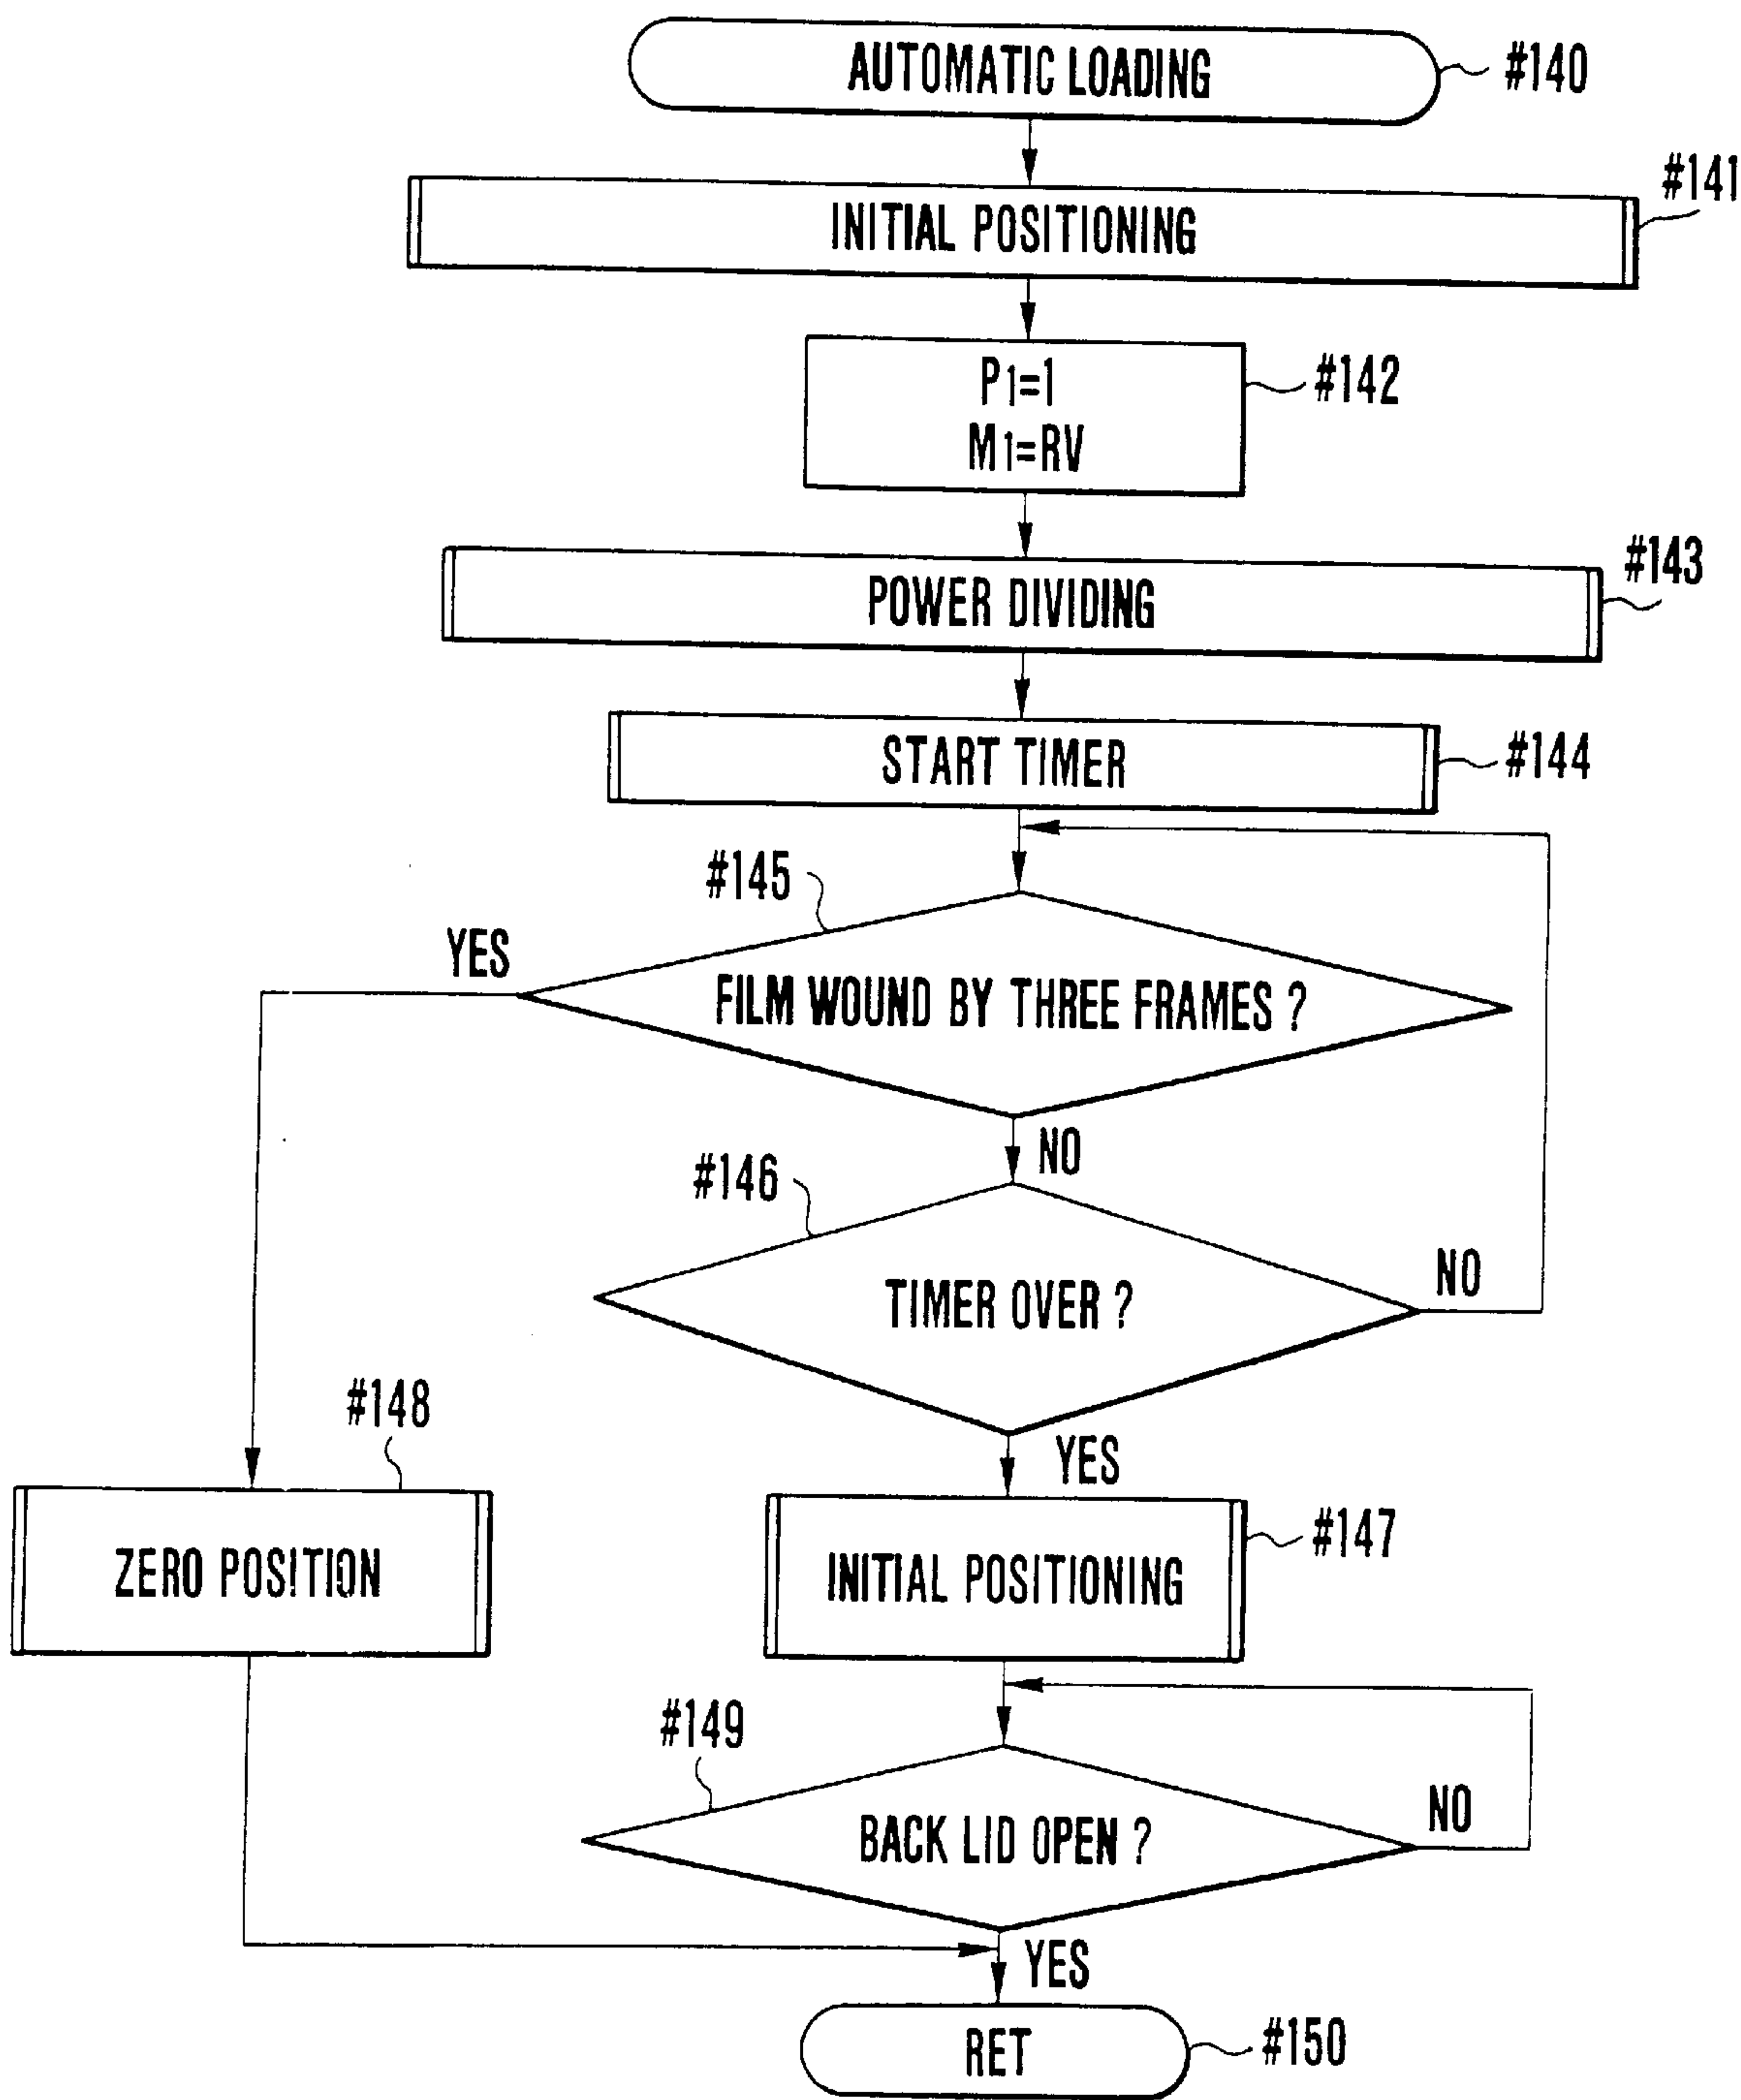 AUTOMATIC LOADING
#140
#141
INITIAL POSITIONING
P1=1
M1=RV
#142
#143
POWER DIVIDING
START TIMER
#144
#145
YES
FILM WOUND BY THREE FRAMES ?
NO
#146
TIMER OVER ?
NO
#148
YES
ZERO POSITION
INITIAL POSITIONING
#147
#149
BACK LID OPEN ?
NO
YES
RET
#150